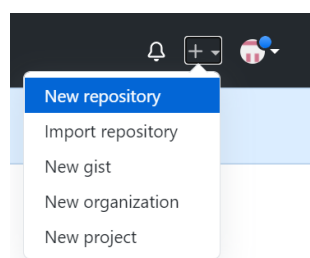 New repository
Import repository
New gist
New organization
New project